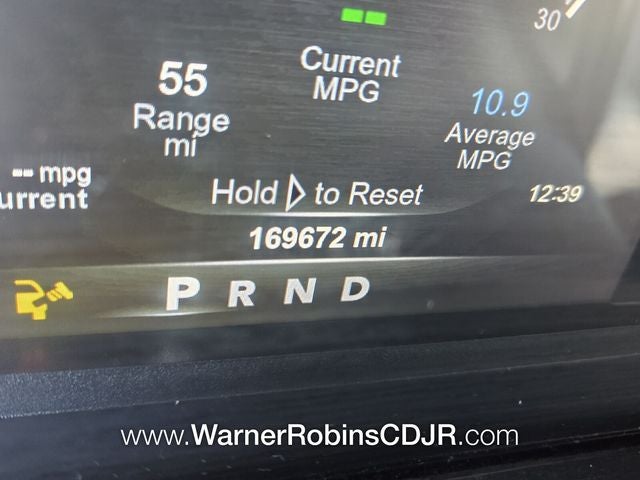 30
55
Range
mi
Current
MPG
10.9
Average
MPG
-- mpg
urrent
Hold ▷ to Reset
12:39
169672 mi
P R N D
www.WarnerRobinsCDJR.com